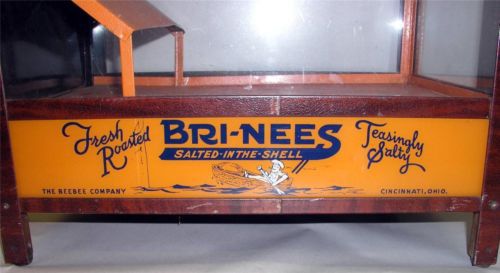 Fresh Roasted
BRI-NEES
SALTED-IN-THE-SHELL
Teasingly Salty
THE BEEBEE COMPANY
CINCINNATI, OHIO.